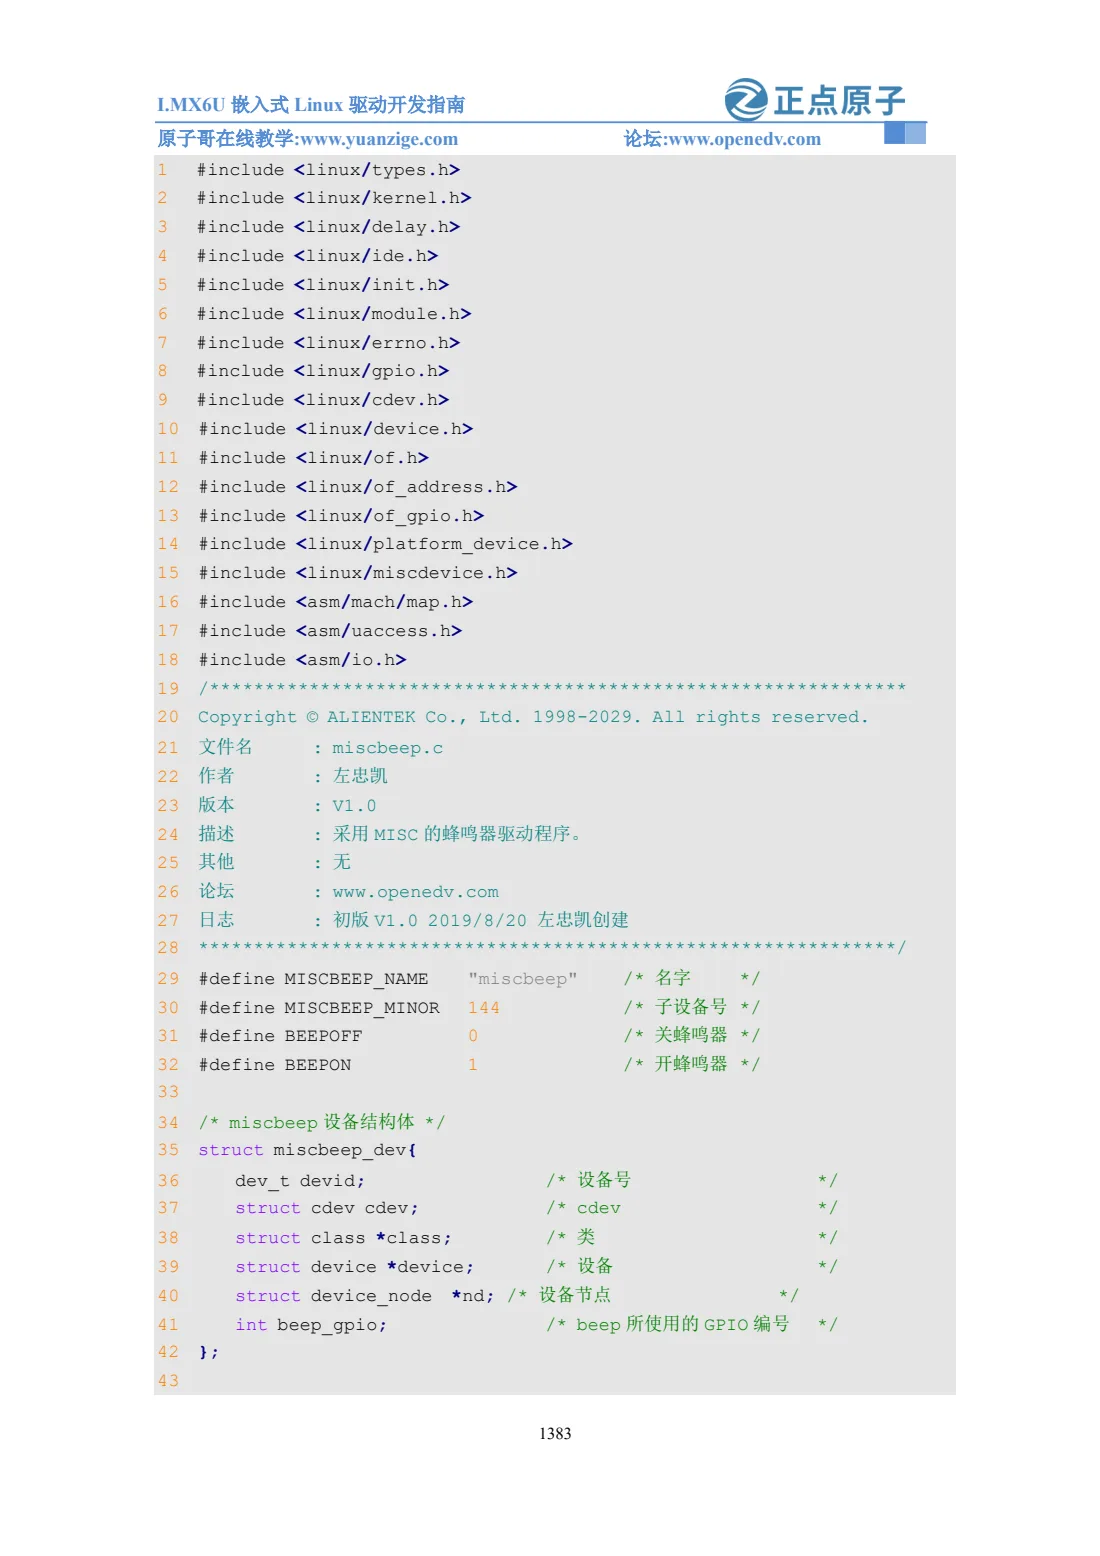 I.MX6U 嵌入式 Linux 驱动开发指南
正点原子
原子哥在线教学:www.yuanzige.com 论坛:www.openedv.com
1 #include <linux/types.h>
2 #include <linux/kernel.h>
3 #include <linux/delay.h>
4 #include <linux/ide.h>
5 #include <linux/init.h>
6 #include <linux/module.h>
7 #include <linux/errno.h>
8 #include <linux/gpio.h>
9 #include <linux/cdev.h>
10 #include <linux/device.h>
11 #include <linux/of.h>
12 #include <linux/of_address.h>
13 #include <linux/of_gpio.h>
14 #include <linux/platform_device.h>
15 #include <linux/miscdevice.h>
16 #include <asm/mach/map.h>
17 #include <asm/uaccess.h>
18 #include <asm/io.h>
19 /***************************************************************
20 Copyright © ALIENTEK Co., Ltd. 1998-2029. All rights reserved.
21 文件名 : miscbeep.c
22 作者 : 左忠凯
23 版本 : V1.0
24 描述 : 采用 MISC 的蜂鸣器驱动程序。
25 其他 : 无
26 论坛 : www.openedv.com
27 日志 : 初版 V1.0 2019/8/20 左忠凯创建
28 ***************************************************************/
29 #define MISCBEEP_NAME "miscbeep" /* 名字 */
30 #define MISCBEEP_MINOR 144 /* 子设备号 */
31 #define BEEPOFF 0 /* 关蜂鸣器 */
32 #define BEEPON 1 /* 开蜂鸣器 */
33
34 /* miscbeep 设备结构体 */
35 struct miscbeep_dev{
36 dev_t devid; /* 设备号 */
37 struct cdev cdev; /* cdev */
38 struct class *class; /* 类 */
39 struct device *device; /* 设备 */
40 struct device_node *nd; /* 设备节点 */
41 int beep_gpio; /* beep 所使用的 GPIO 编号 */
42 };
43
1383